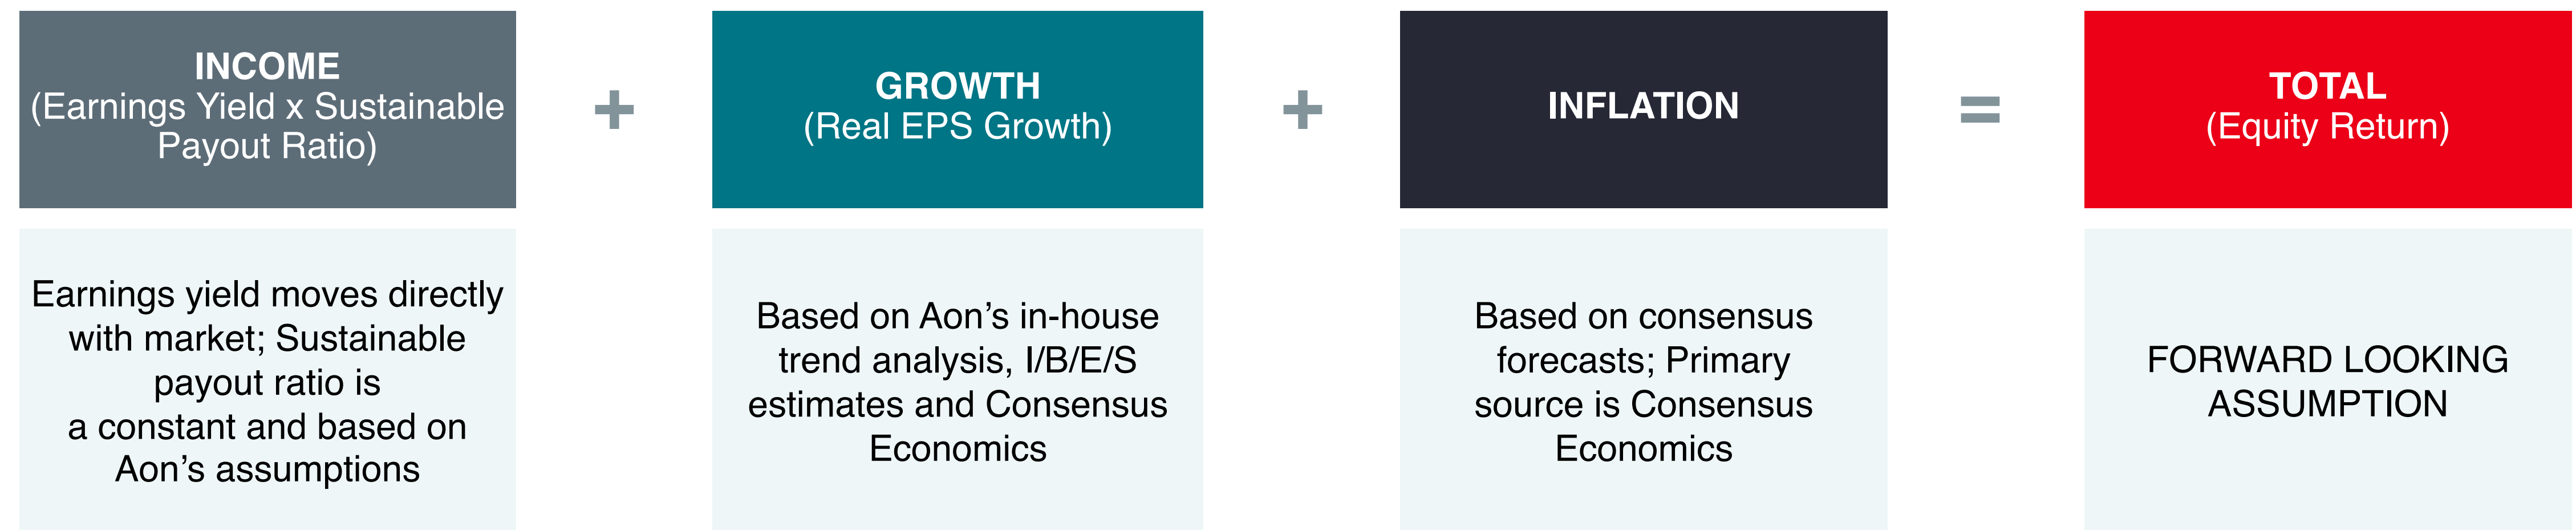 INCOME
(Earnings Yield x Sustainable
Payout Ratio)
+
GROWTH
(Real EPS Growth)
+
INFLATION
=
TOTAL
(Equity Return)
Earnings yield moves directly
with market; Sustainable
payout ratio is
a constant and based on
Aon’s assumptions
Based on Aon’s in-house
trend analysis, I/B/E/S
estimates and Consensus
Economics
Based on consensus
forecasts; Primary
source is Consensus
Economics
FORWARD LOOKING
ASSUMPTION